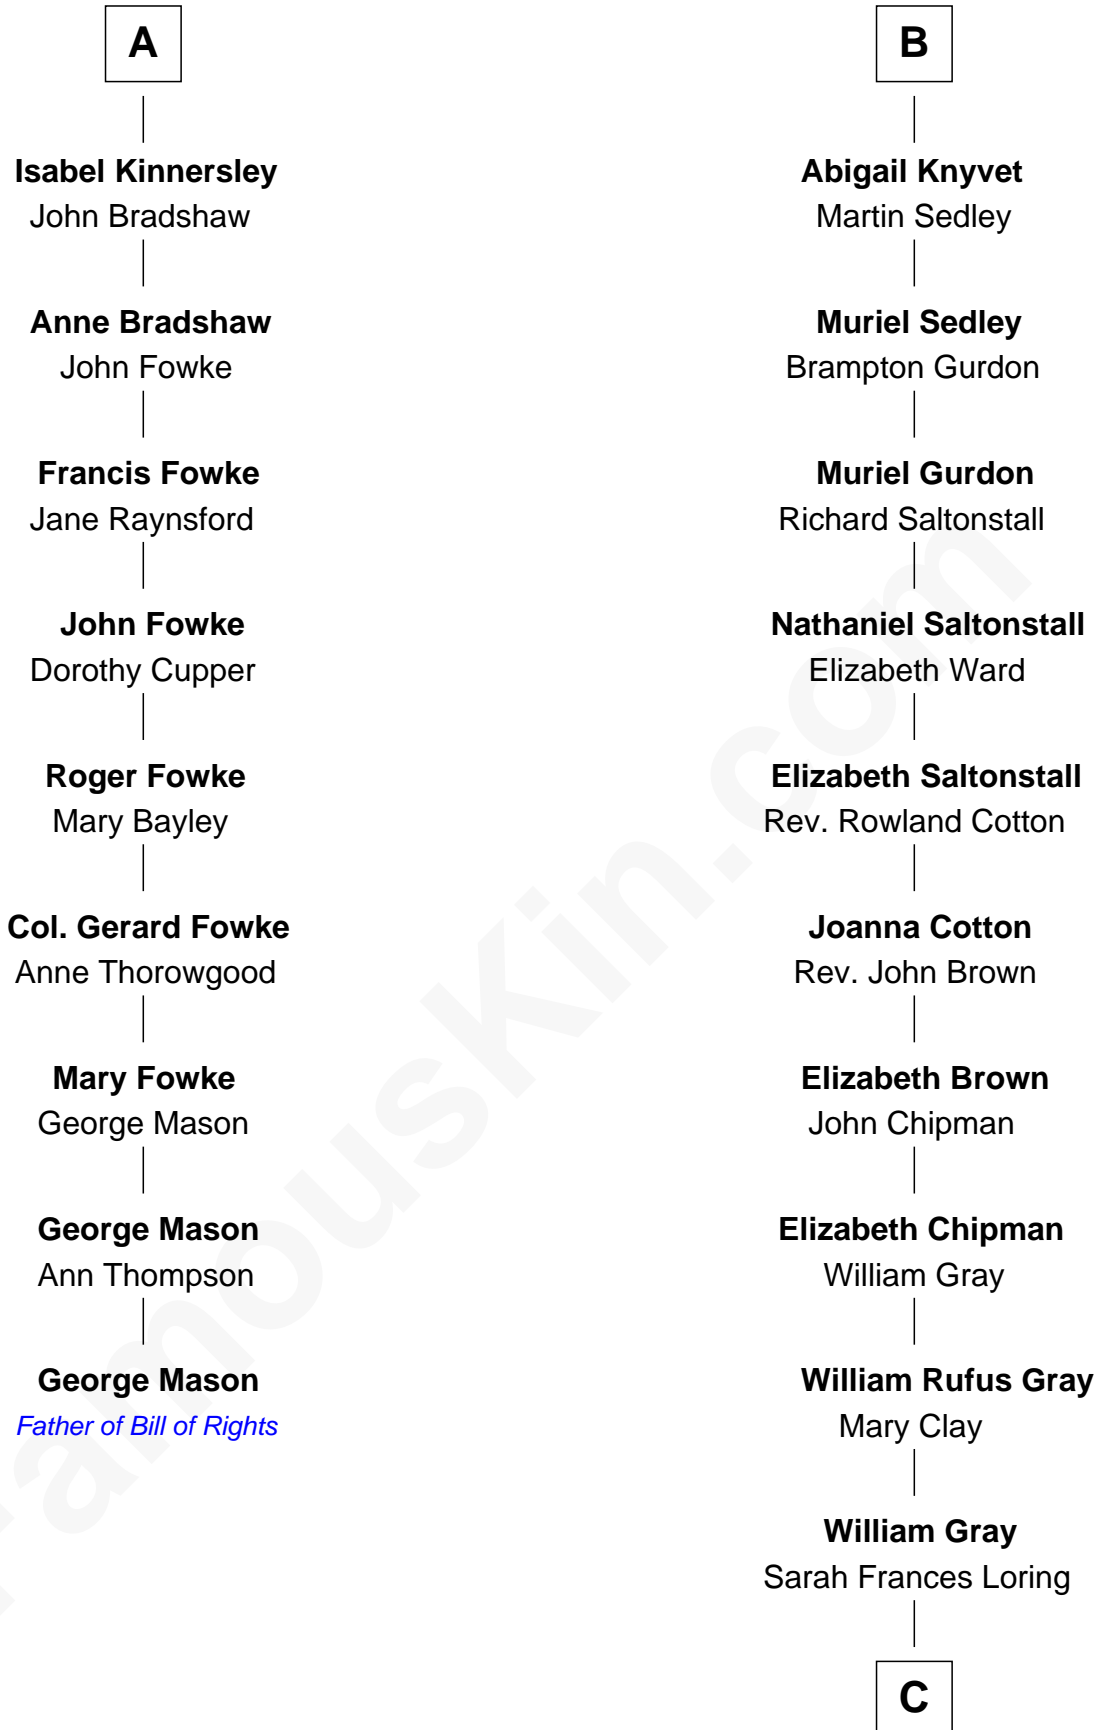 A
Isabel Kinnersley
John Bradshaw
Anne Bradshaw
John Fowke
Francis Fowke
Jane Raynsford
John Fowke
Dorothy Cupper
Roger Fowke
Mary Bayley
Col. Gerard Fowke
Anne Thorowgood
Mary Fowke
George Mason
George Mason
Ann Thompson
George Mason
Father of Bill of Rights
B
Abigail Knyvet
Martin Sedley
Muriel Sedley
Brampton Gurdon
Muriel Gurdon
Richard Saltonstall
Nathaniel Saltonstall
Elizabeth Ward
Elizabeth Saltonstall
Rev. Rowland Cotton
Joanna Cotton
Rev. John Brown
Elizabeth Brown
John Chipman
Elizabeth Chipman
William Gray
William Rufus Gray
Mary Clay
William Gray
Sarah Frances Loring
C
FamousKin.com